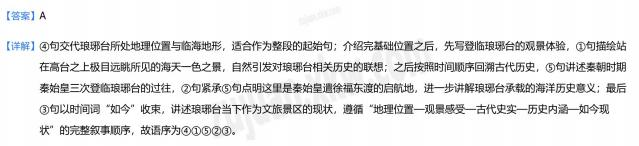 【答案】A
【详解】④句交代琅琊台所处地理位置与临海地形，适合作为整段的起始句；介绍完基础位置之后，先写登临琅琊台的观景体验，①句描绘站
在高台之上极目远眺所见的海天一色之景，自然引发对琅琊台相关历史的联想；之后按照时间顺序回溯古代历史，⑤句讲述秦朝时期
秦始皇三次登临琅琊台的过往，②句紧承⑤句点明这里是秦始皇遣徐福东渡的启航地，进一步讲解琅琊台承载的海洋历史意义；最后
③句以时间词“如今”收束，讲述琅琊台当下作为文旅景区的现状，遵循“地理位置—观景感受—古代史实—历史内涵—如今现
状”的完整叙事顺序，故语序为④①⑤②③。